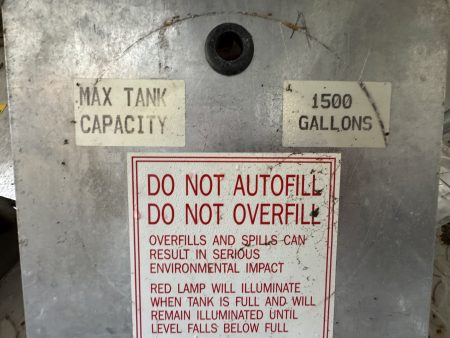 MAX TANK
CAPACITY
1500
GALLONS
DO NOT AUTOFILL
DO NOT OVERFILL
OVERFILLS AND SPILLS CAN
RESULT IN SERIOUS
ENVIRONMENTAL IMPACT
RED LAMP WILL ILLUMINATE
WHEN TANK IS FULL AND WILL
REMAIN ILLUMINATED UNTIL
LEVEL FALLS BELOW FULL